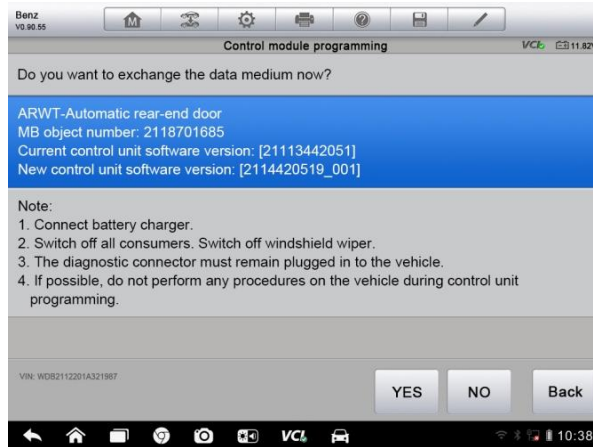 Benz
V0.90.55
Control module programming
VCI 11.82V
Do you want to exchange the data medium now?
ARWT-Automatic rear-end door
MB object number: 2118701685
Current control unit software version: [21113442051]
New control unit software version: [2114420519_001]
Note:
1. Connect battery charger.
2. Switch off all consumers. Switch off windshield wiper.
3. The diagnostic connector must remain plugged in to the vehicle.
4. If possible, do not perform any procedures on the vehicle during control unit
programming.
VIN: WDB2112201A321987
YES NO Back
VCI 10:38